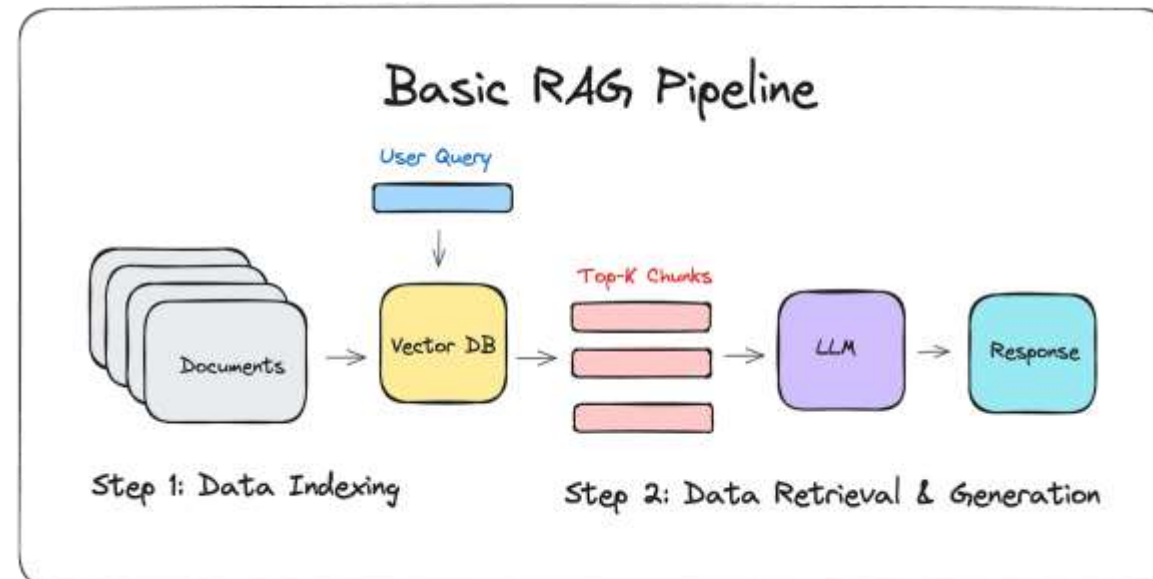 Basic RAG Pipeline
User Query
Top-K Chunks
Documents
Vector DB
LLM
Response
Step 1: Data Indexing
Step 2: Data Retrieval & Generation